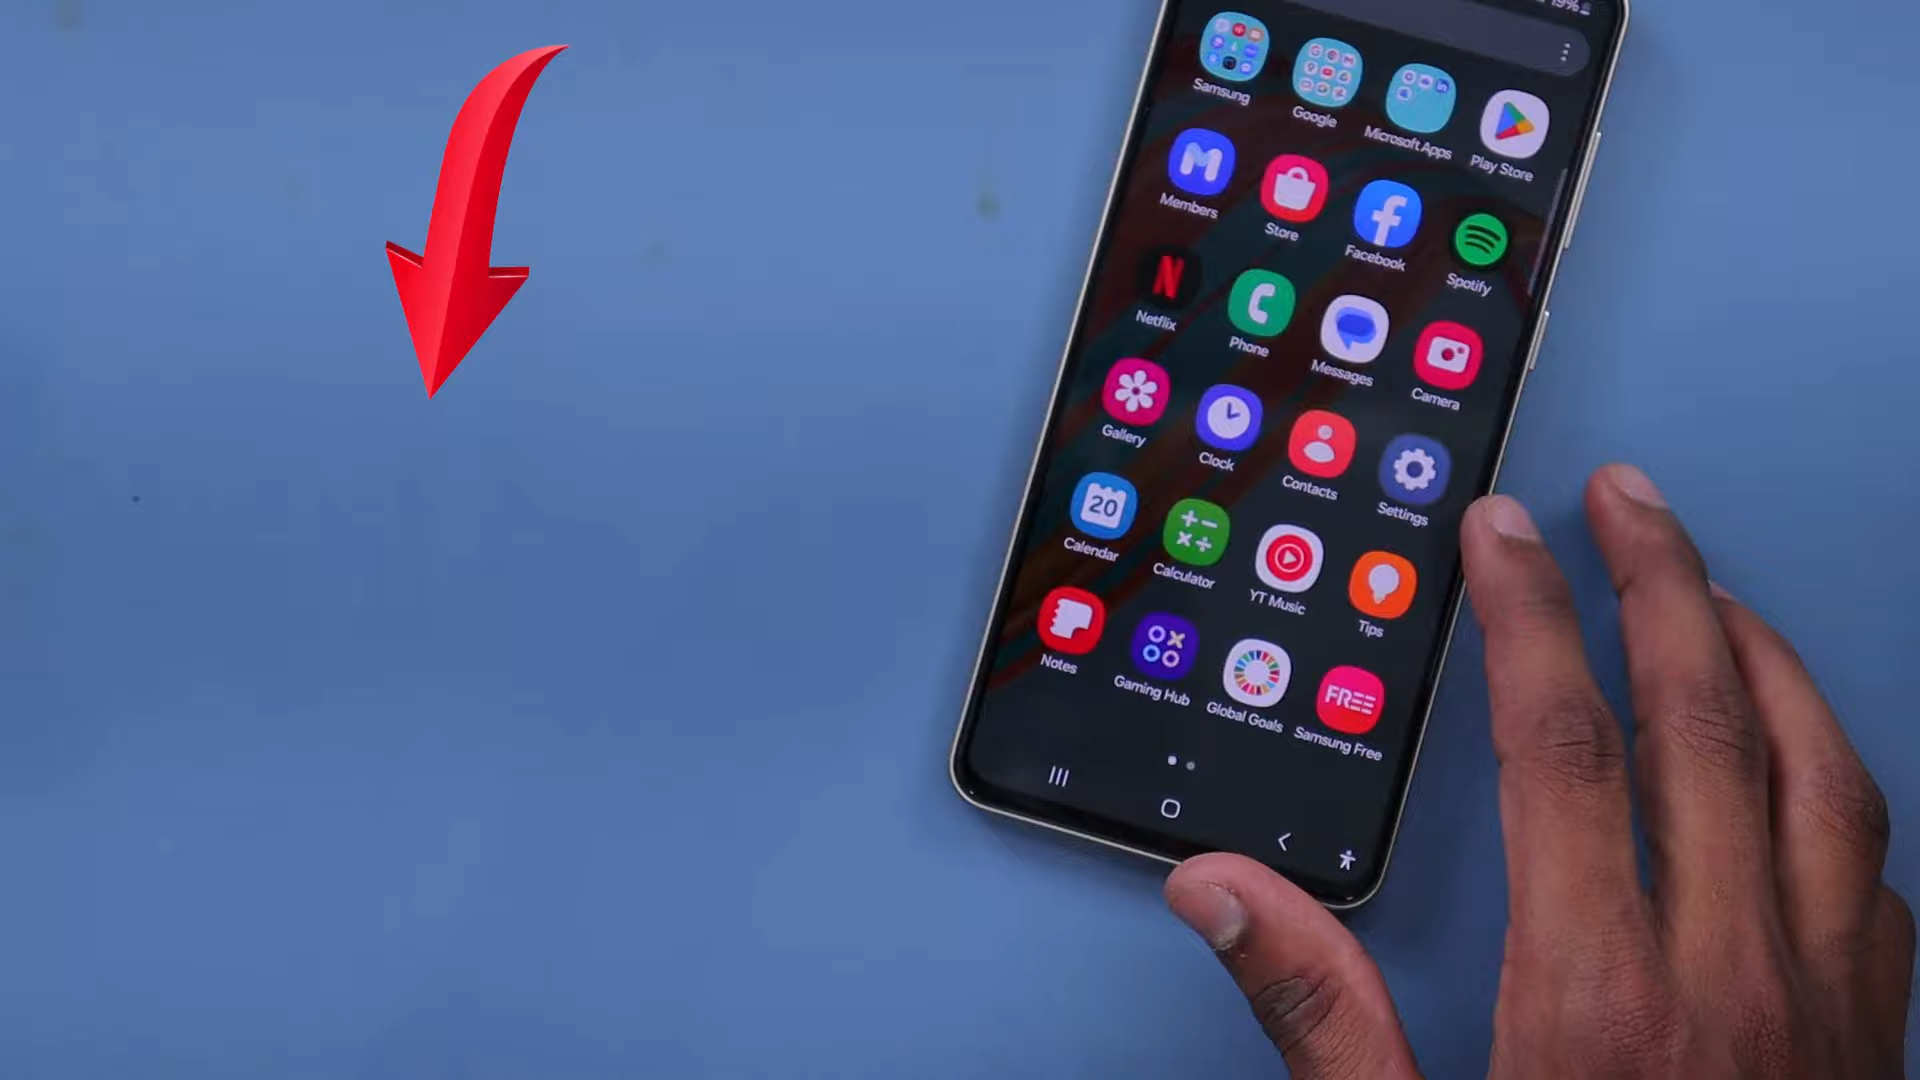 19%
Samsung
Google
Microsoft Apps
Play Store
Members
Store
Facebook
Spotify
Netflix
Phone
Messages
Camera
Gallery
Clock
Contacts
Settings
20
Calendar
Calculator
YT Music
Tips
Notes
Gaming Hub
Global Goals
FREE
Samsung Free